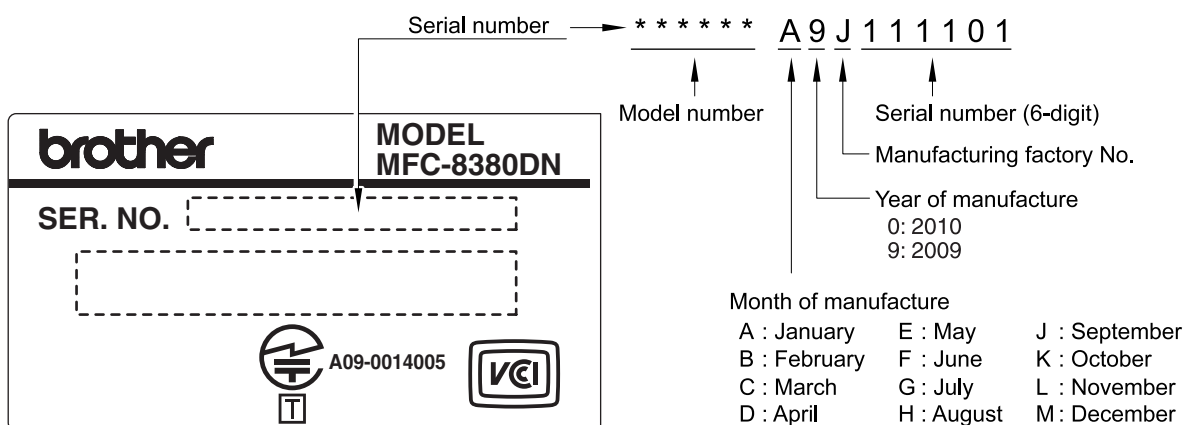 Serial number
* * * * * * A 9 J 1 1 1 1 0 1
Model number
Serial number (6-digit)
Manufacturing factory No.
Year of manufacture
0: 2010
9: 2009
Month of manufacture
A : January E : May J : September
B : February F : June K : October
C : March G : July L : November
D : April H : August M : December
brother
MODEL
MFC-8380DN
SER. NO.
A09-0014005
T
VCI